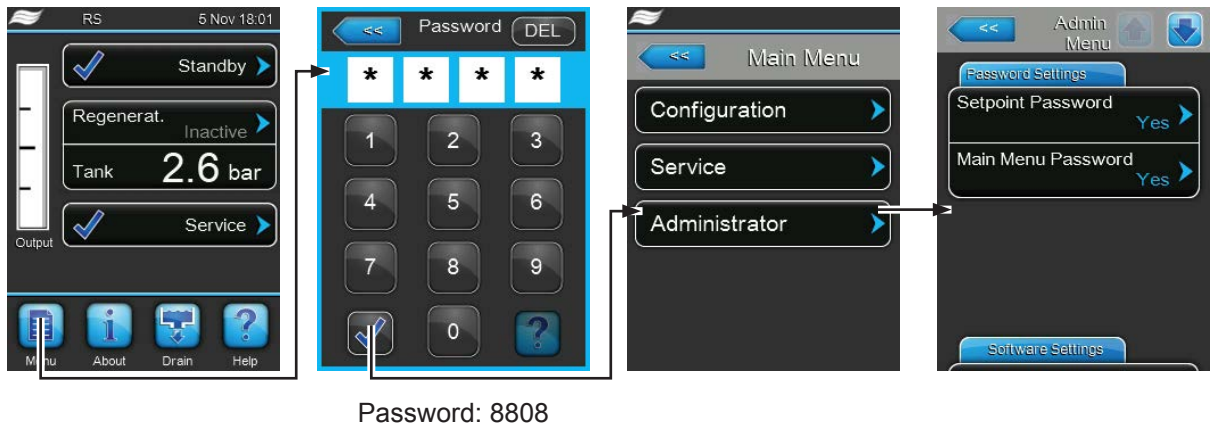 RS 5 Nov 18:01
Standby
Regenerat.
Inactive
Tank 2.6 bar
Service
Output
Menu About Drain Help
<< Password DEL
* * * *
1 2 3
4 5 6
7 8 9
0 ?
Password: 8808
<< Main Menu
Configuration
Service
Administrator
<< Admin
Menu
Password Settings
Setpoint Password
Yes
Main Menu Password
Yes
Software Settings